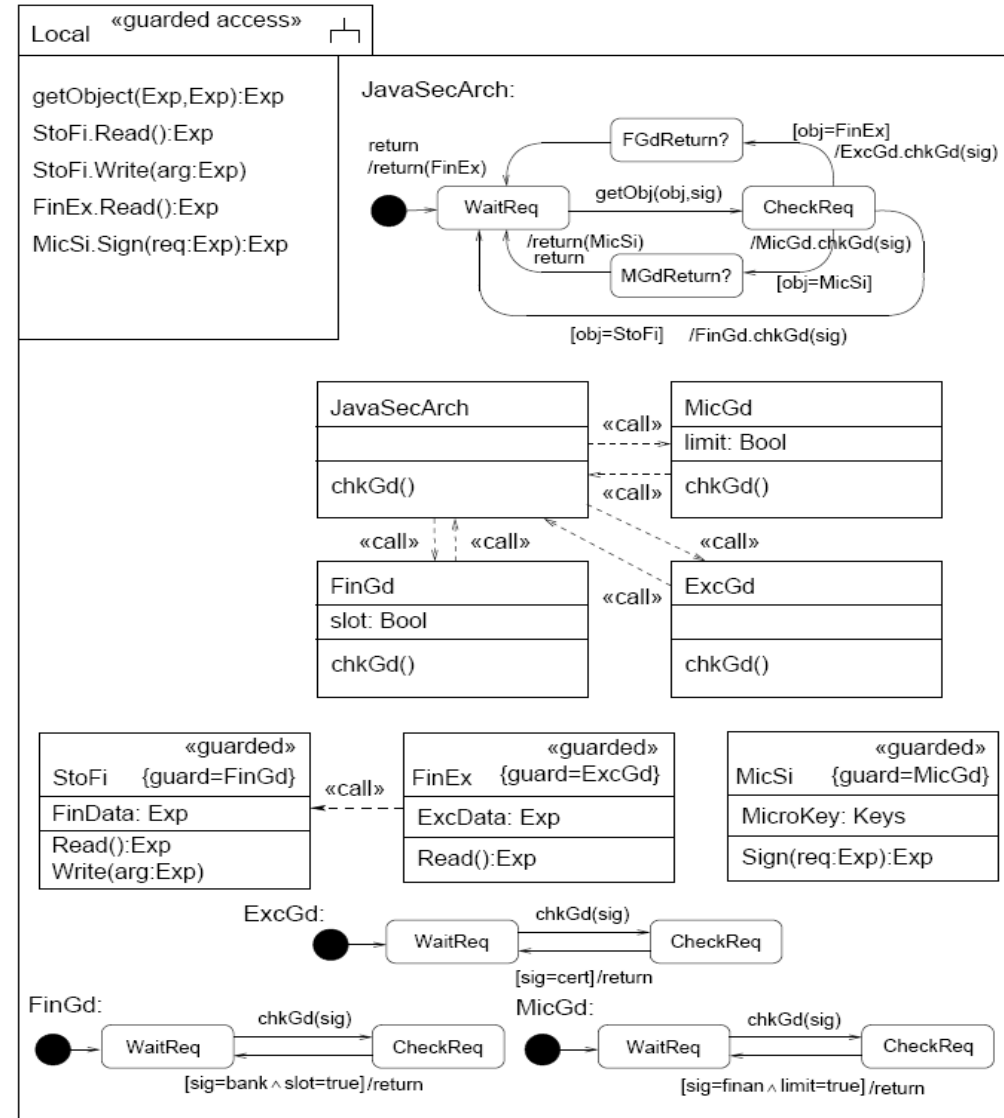 Local «guarded access»
getObject(Exp,Exp):Exp
StoFi.Read():Exp
StoFi.Write(arg:Exp)
FinEx.Read():Exp
MicSi.Sign(req:Exp):Exp
JavaSecArch:
return
/return(FinEx)
FGdReturn?
[obj=FinEx]
/ExcGd.chkGd(sig)
WaitReq
getObj(obj,sig)
CheckReq
/return(MicSi)
return
/MicGd.chkGd(sig)
MGdReturn?
[obj=MicSi]
[obj=StoFi] /FinGd.chkGd(sig)
JavaSecArch
chkGd()
«call»
«call»
MicGd
limit: Bool
chkGd()
«call» «call»
«call»
«call»
FinGd
slot: Bool
chkGd()
ExcGd
chkGd()
«guarded»
StoFi {guard=FinGd}
FinData: Exp
Read():Exp
Write(arg:Exp)
«call»
«guarded»
FinEx {guard=ExcGd}
ExcData: Exp
Read():Exp
«guarded»
MicSi {guard=MicGd}
MicroKey: Keys
Sign(req:Exp):Exp
ExcGd:
WaitReq
chkGd(sig)
CheckReq
[sig=cert]/return
FinGd:
WaitReq
chkGd(sig)
CheckReq
[sig=bank∧slot=true]/return
MicGd:
WaitReq
chkGd(sig)
CheckReq
[sig=finan∧limit=true]/return